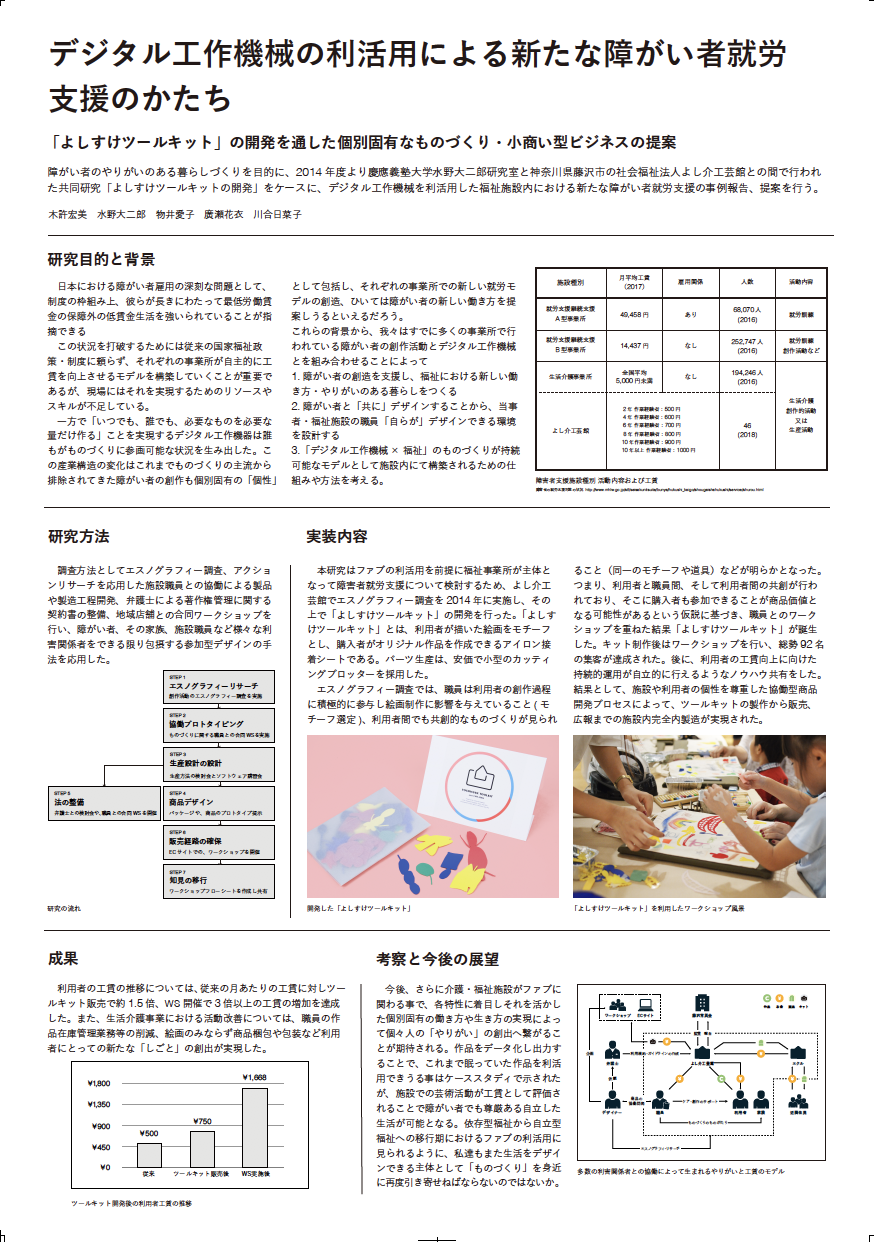 デジタル工作機械の利活用による新たな障がい者就労
支援のかたち
「よしすけツールキット」の開発を通した個別固有なものづくり・小商い型ビジネスの提案
障がい者のやりがいのある暮らしづくりを目的に、2014 年度より慶應義塾大学水野大二郎研究室と神奈川県藤沢市の社会福祉法人よし介工芸館との間で行われ
た共同研究「よしすけツールキットの開発」をケースに、デジタル工作機械を利活用した福祉施設内における新たな障がい者就労支援の事例報告、提案を行う。
木許宏美 水野大二郎 物井愛子 廣瀬花衣 川合日菜子
研究目的と背景
日本における障がい者雇用の深刻な問題として、
制度の枠組み上、彼らが長きにわたって最低労働賃
金の保障外の低賃金生活を強いられていることが指
摘できる
この状況を打破するためには従来の国家福祉政
策・制度に頼らず、それぞれの事業所が自主的に工
賃を向上させるモデルを構築していくことが重要で
あるが、現場にはそれを実現するためのリソースや
スキルが不足している。
一方で「いつでも、誰でも、必要なものを必要な
量だけ作る」ことを実現するデジタル工作機器は誰
もがものづくりに参画可能な状況を生み出した。こ
の産業構造の変化はこれまでものづくりの主流から
排除されてきた障がい者の創作も個別固有の「個性」
として包括し、それぞれの事業所での新しい就労モ
デルの創造、ひいては障がい者の新しい働き方を提
案しうるといえるだろう。
これらの背景から、我々はすでに多くの事業所で行
われている障がい者の創作活動とデジタル工作機械
とを組み合わせることによって
1. 障がい者の創造を支援し、福祉における新しい働
き方・やりがいのある暮らしをつくる
2. 障がい者と「共に」デザインすることから、当事
者・福祉施設の職員「自らが」デザインできる環境
を設計する
3.「デジタル工作機械 × 福祉」のものづくりが持続
可能なモデルとして施設内にて構築されるための仕
組みや方法を考える。
施設種別 月平均工賃 (2017) 雇用関係 人数 活動内容
就労支援継続支援 A型事業所 49,458 円 あり 68,070人 (2016) 就労訓練
就労支援継続支援 B型事業所 14,437 円 なし 252,747 人 (2016) 就労訓練 創作活動など
生活介護事業所 全国平均 5,000 円未満 なし 194,246 人 (2016)
生活介護 創作的活動 又は 生産活動
よし介工芸館
2年 作業経験者:500 円
4年 作業経験者:600 円
6年 作業経験者:700 円
8年 作業経験者:800 円
10年 作業経験者:900 円
10年以上 作業経験者:1000 円
46 (2018)
障害者支援施設種別 活動内容および工賃
研究方法
調査方法としてエスノグラフィー調査、アクショ
ンリサーチを応用した施設職員との協働による製品
や製造工程開発、弁護士による著作権管理に関する
契約書の整備、地域店舗との合同ワークショップを
行い、障がい者、その家族、施設職員など様々な利
害関係者をできる限り包摂する参加型デザインの手
法を応用した。
STEP 1
エスノグラフィーリサーチ
創作活動のエスノグラフィー調査を実施
STEP 2
協働プロトタイピング
ものづくりに関する職員との合同 WSを実施
STEP 3
生産設計の設計
生産方法の検討会とソフトウェア講習会
STEP 5
法の整備
弁護士との検討会や、職員との合同 WS を開催
STEP 4
商品デザイン
パッケージや、商品のプロトタイプ提示
STEP 6
販売経路の確保
ECサイトでの、ワークショップを開催
STEP 7
知見の移行
ワークショップフローシートを作成し共有
研究の流れ
実装内容
本研究はファブの利活用を前提に福祉事業所が主体と
なって障害者就労支援について検討するため、よし介工
芸館でエスノグラフィー調査を 2014 年に実施し、その
上で「よしすけツールキット」の開発を行った。「よしす
けツールキット」とは、利用者が描いた絵画をモチーフ
とし、購入者がオリジナル作品を作成できるアイロン接
着シートである。パーツ生産は、安価で小型のカッティ
ングプロッターを採用した。
エスノグラフィー調査では、職員は利用者の創作過程
に積極的に参与し絵画制作に影響を与えていること ( モ
チーフ選定 )、利用者間でも共創的なものづくりが見られ
ること（同一のモチーフや道具）などが明らかとなった。
つまり、利用者と職員間、そして利用者間の共創が行わ
れており、そこに購入者も参加できることが商品価値と
なる可能性があるという仮説に基づき、職員とのワーク
ショップを重ねた結果「よしすけツールキット」が誕生
した。キット制作後はワークショップを行い、総勢 92 名
の集客が達成された。後に、利用者の工賃向上に向けた
持続的運用が自立的に行えるようなノウハウ共有をした。
結果として、施設や利用者の個性を尊重した協働型商品
開発プロセスによって、ツールキットの製作から販売、
広報までの施設内完全内製造が実現された。
開発した「よしすけツールキット」
「よしすけツールキット」を利用したワークショップ風景
成果
利用者の工賃の推移については、従来の月あたりの工賃に対しツー
ルキット販売で約 1.5 倍、WS 開催で 3 倍以上の工賃の増加を達成
した。また、生活介護事業における活動改善については、職員の作
品在庫管理業務等の削減、絵画のみならず商品梱包や包装など利用
者にとっての新たな「しごと」の創出が実現した。
¥1,800
¥1,350
¥900
¥450
¥0
¥500
¥750
¥1,668
従来 ツールキット販売後 WS実施後
ツールキット開発後の利用者工賃の推移
考察と今後の展望
今後、さらに介護・福祉施設がファブに
関わる事で、各特性に着目しそれを活かし
た個別固有の働き方や生き方の実現によっ
て個々人の「やりがい」の創出へ繋がるこ
とが期待される。作品をデータ化し出力す
ることで、これまで眠っていた作品を利活
用できうる事はケーススタディで示された
が、施設での芸術活動が工賃として評価さ
れることで障がい者でも尊厳ある自立した
生活が可能となる。依存型福祉から自立型
福祉への移行期におけるファブの利活用に
見られるように、私達もまた生活をデザイ
ンできる主体として「ものづくり」を身近
に再度引き寄せねばならないのではないか。
ワークショップ ECサイト
弁護士
よし介工芸館
デザイナー
職員
利用者
家族
ケア・創作のサポート
ものづくりのものがたり
エスノグラフィリサーチ
多数の利害関係者との協働によって生まれるやりがいと工賃のモデル